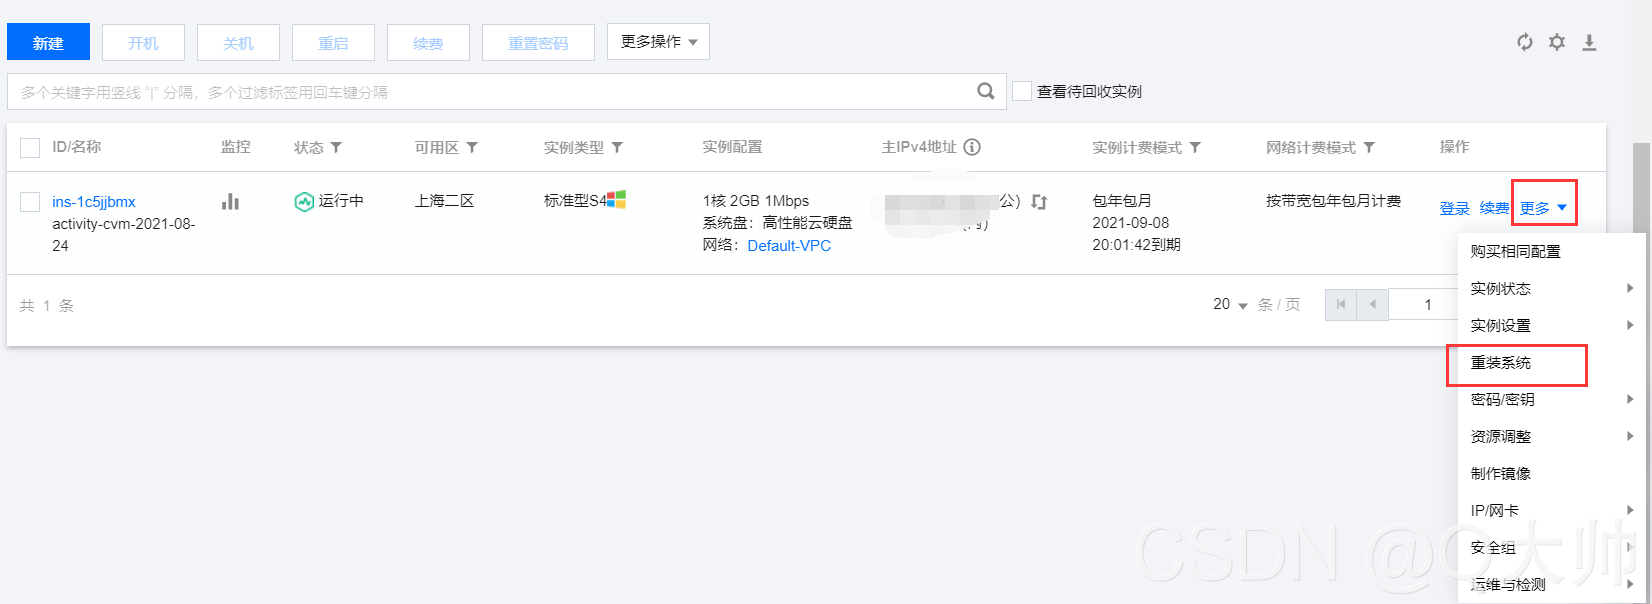 新建 开机 关机 重启 续费 重置密码 更多操作
多个关键字用竖线 “|” 分隔，多个过滤标签用回车键分隔 查看待回收实例
ID/名称 监控 状态 可用区 实例类型 实例配置 主IPv4地址 实例计费模式 网络计费模式 操作
ins-1c5jjbmx 运行中 上海二区 标准型S4 1核 2GB 1Mbps 公) 包年包月 按带宽包年包月计费 登录 续费 更多
activity-cvm-2021-08- 系统盘：高性能云硬盘 2021-09-08
24 网络：Default-VPC 20:01:42到期
共 1 条 20 条 / 页 1
购买相同配置
实例状态
实例设置
重装系统
密码/密钥
资源调整
制作镜像
IP/网卡
安全组
运维与检测
CSDN @Q大帅